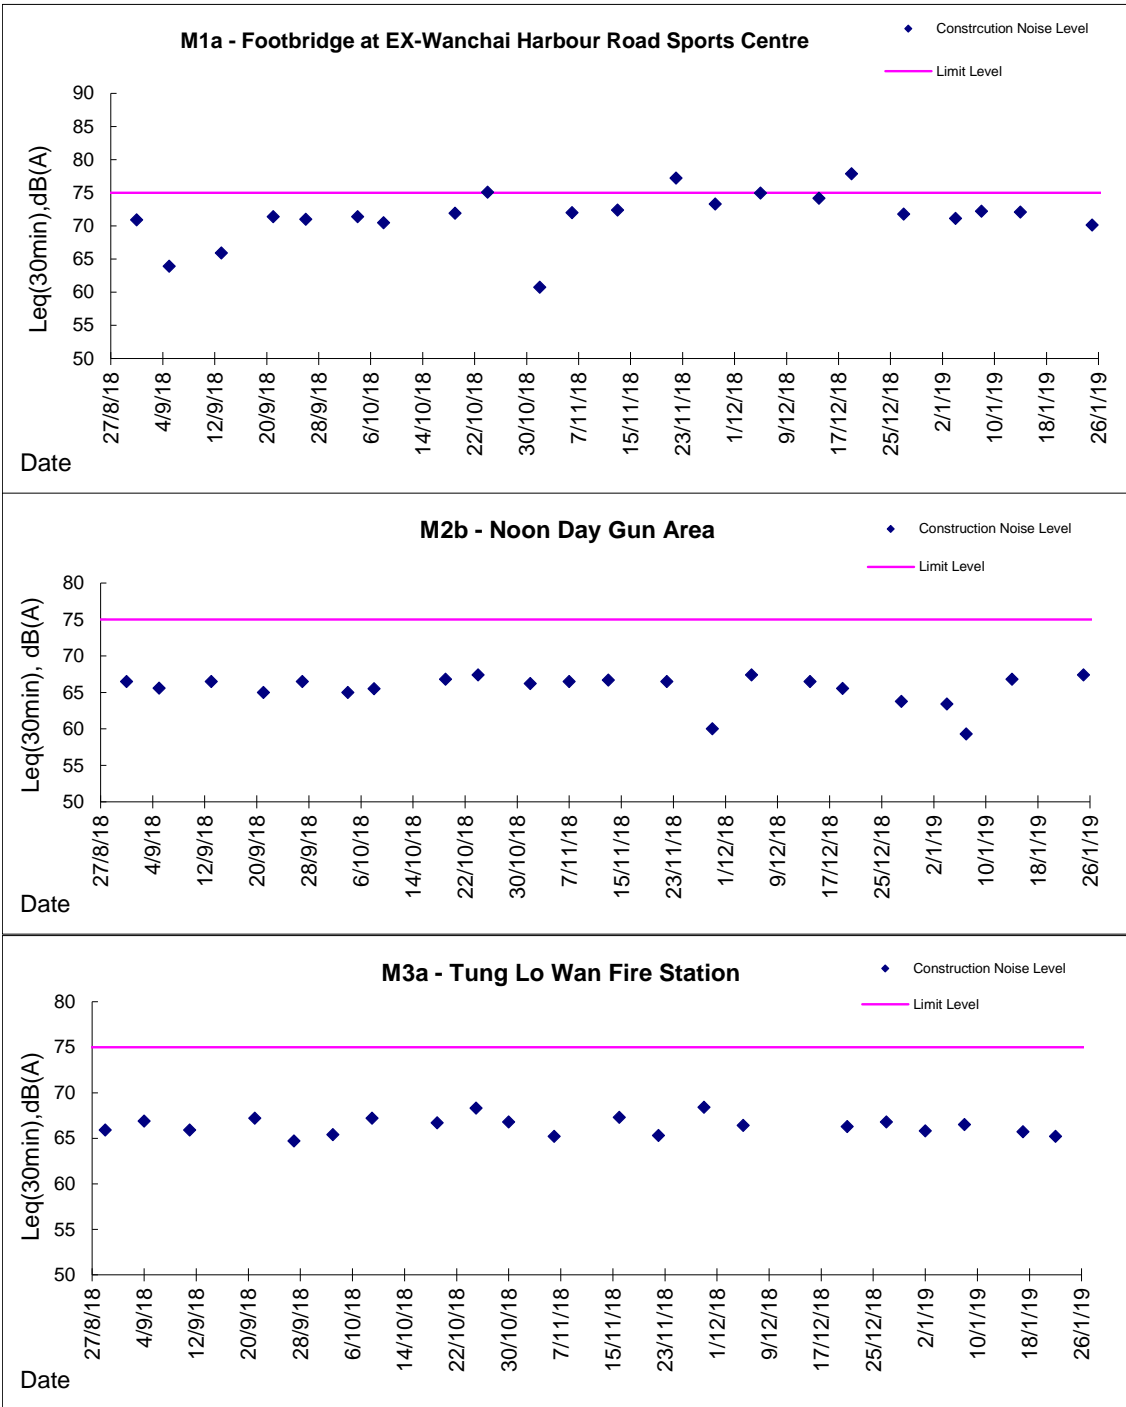 M1a - Footbridge at EX-Wanchai Harbour Road Sports Centre
Constrcution Noise Level
Limit Level
Leq(30min),dB(A)
90
85
80
75
70
65
60
55
50
27/8/18 4/9/18 12/9/18 20/9/18 28/9/18 6/10/18 14/10/18 22/10/18 30/10/18 7/11/18 15/11/18 23/11/18 1/12/18 9/12/18 17/12/18 25/12/18 2/1/19 10/1/19 18/1/19 26/1/19
Date
M2b - Noon Day Gun Area
Construction Noise Level
Limit Level
Leq(30min), dB(A)
80
75
70
65
60
55
50
27/8/18 4/9/18 12/9/18 20/9/18 28/9/18 6/10/18 14/10/18 22/10/18 30/10/18 7/11/18 15/11/18 23/11/18 1/12/18 9/12/18 17/12/18 25/12/18 2/1/19 10/1/19 18/1/19 26/1/19
Date
M3a - Tung Lo Wan Fire Station
Construction Noise Level
Limit Level
Leq(30min),dB(A)
80
75
70
65
60
55
50
27/8/18 4/9/18 12/9/18 20/9/18 28/9/18 6/10/18 14/10/18 22/10/18 30/10/18 7/11/18 15/11/18 23/11/18 1/12/18 9/12/18 17/12/18 25/12/18 2/1/19 10/1/19 18/1/19 26/1/19
Date